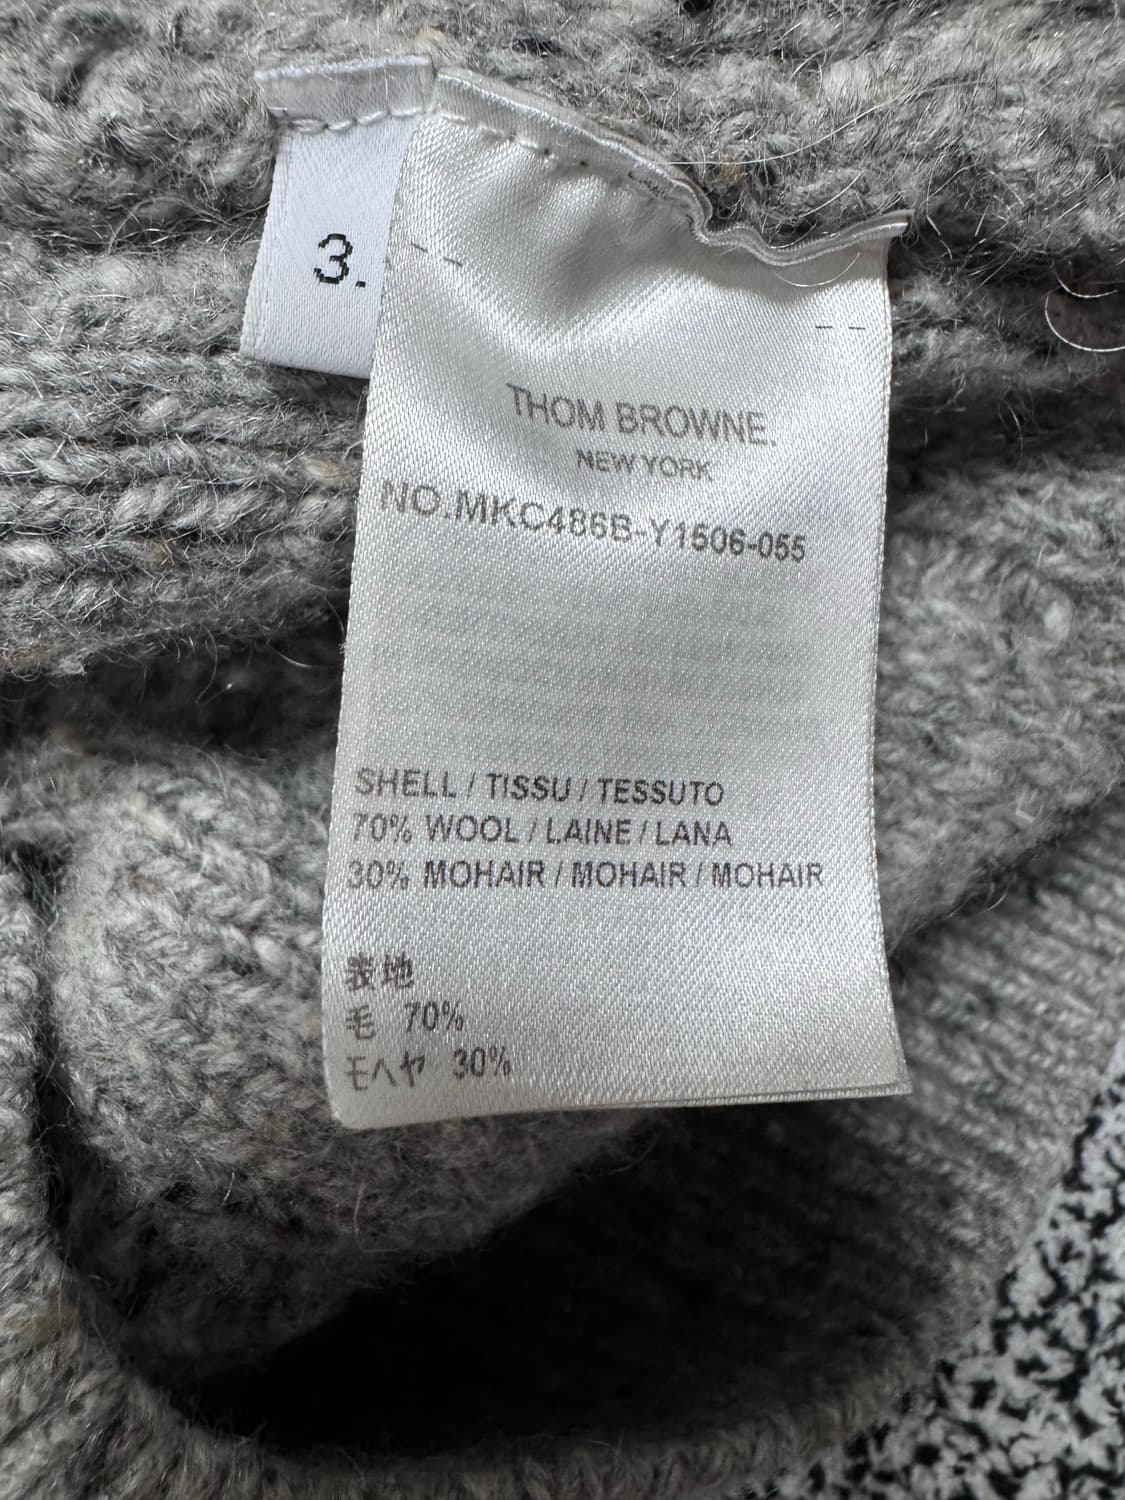 3.
THOM BROWNE.
NEW YORK
NO.MKC486B-Y1506-055
SHELL / TISSU / TESSUTO
70% WOOL / LAINE / LANA
30% MOHAIR / MOHAIR / MOHAIR
表地
毛 70%
モヘヤ 30%